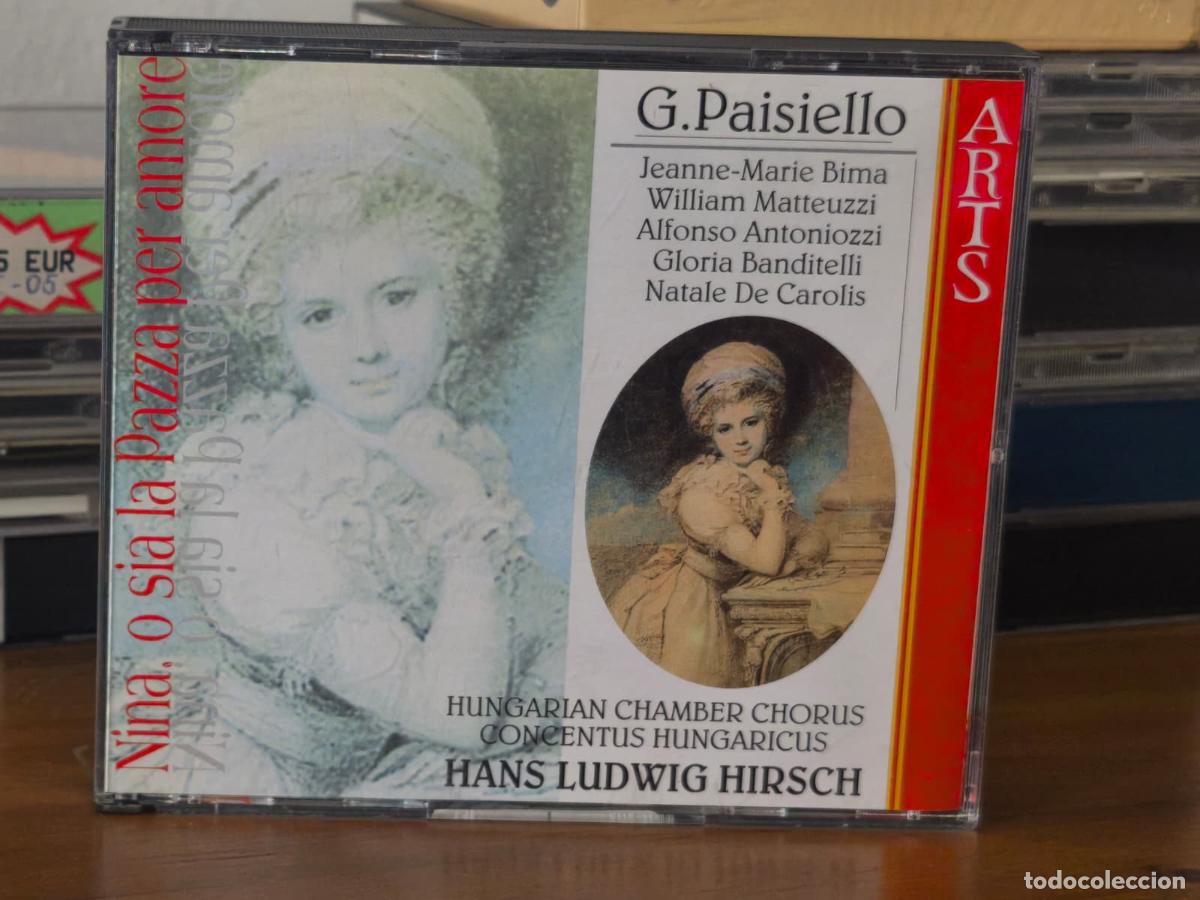 G.Paisiello
Jeanne-Marie Bima
William Matteuzzi
Alfonso Antoniozzi
Gloria Banditelli
Natale De Carolis
ARTS
Nina, o sia la Pazza per amore
HUNGARIAN CHAMBER CHORUS
CONCENTUS HUNGARICUS
HANS LUDWIG HIRSCH
EUR
todocoleccion